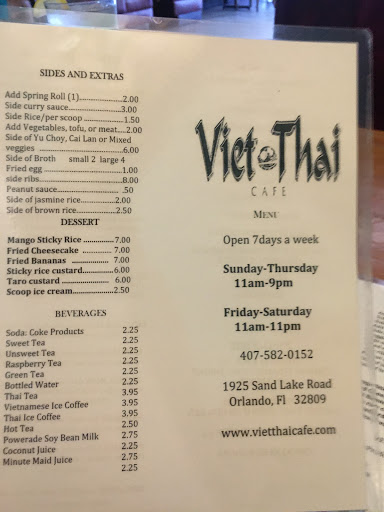 SIDES AND EXTRAS
Add Spring Roll (1)......................2.00
Side curry sauce..........................3.00
Side Rice/per scoop ...................1.50
Add Vegetables, tofu, or meat....2.00
Side of Yu Choy, Cai Lan or Mixed
veggies .......................................6.00
Side of Broth small 2 large 4
Fried egg ......................................1.00
side ribs.......................................8.00
Peanut sauce............................. .50
Side of jasmine rice....................2.00
Side of brown rice......................2.50
DESSERT
Mango Sticky Rice ..............7.00
Fried Cheesecake ..............7.00
Fried Bananas ..................7.00
Sticky rice custard..............6.00
Taro custard .......................6.00
Scoop ice cream..................2.50
BEVERAGES
Soda: Coke Products 2.25
Sweet Tea 2.25
Unsweet Tea 2.25
Raspberry Tea 2.25
Green Tea 2.25
Bottled Water 2.25
Thai Tea 3.95
Vietnamese Ice Coffee 3.95
Thai Ice Coffee 3.95
Hot Tea 2.50
Powerade Soy Bean Milk 2.75
Coconut Juice 2.25
Minute Maid Juice 2.75
2.25
Viet Thai
CAFE
MENU
Open 7days a week
Sunday-Thursday
11am-9pm
Friday-Saturday
11am-11pm
407-582-0152
1925 Sand Lake Road
Orlando, Fl 32809
www.vietthaicafe.com